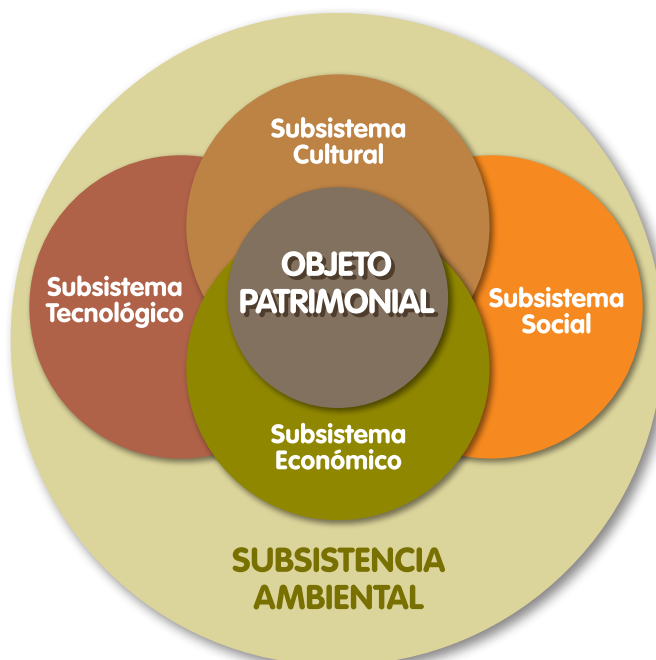 Subsistema
Cultural
OBJETO
PATRIMONIAL
Subsistema
Tecnológico
Subsistema
Social
Subsistema
Económico
SUBSISTENCIA
AMBIENTAL